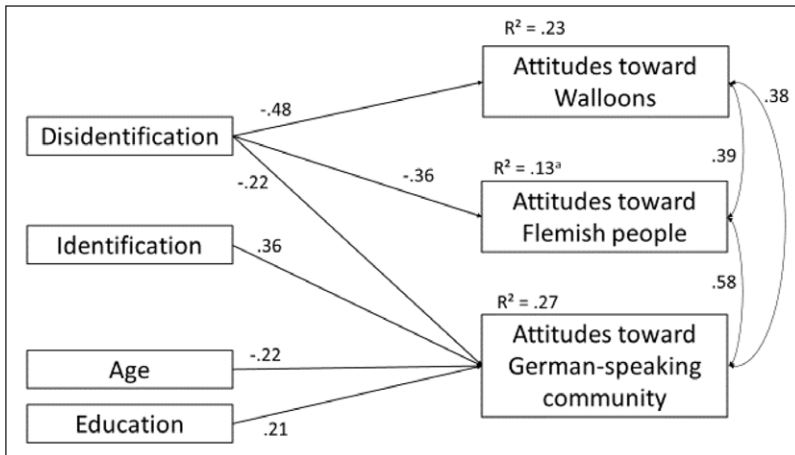 R² = .23
Attitudes toward
Walloons
.38
-.48
Disidentification
.39
-.36
R² = .13ᵃ
-.22
Attitudes toward
Flemish people
Identification
.36
.58
R² = .27
Attitudes toward
German-speaking
community
-.22
Age
Education
.21